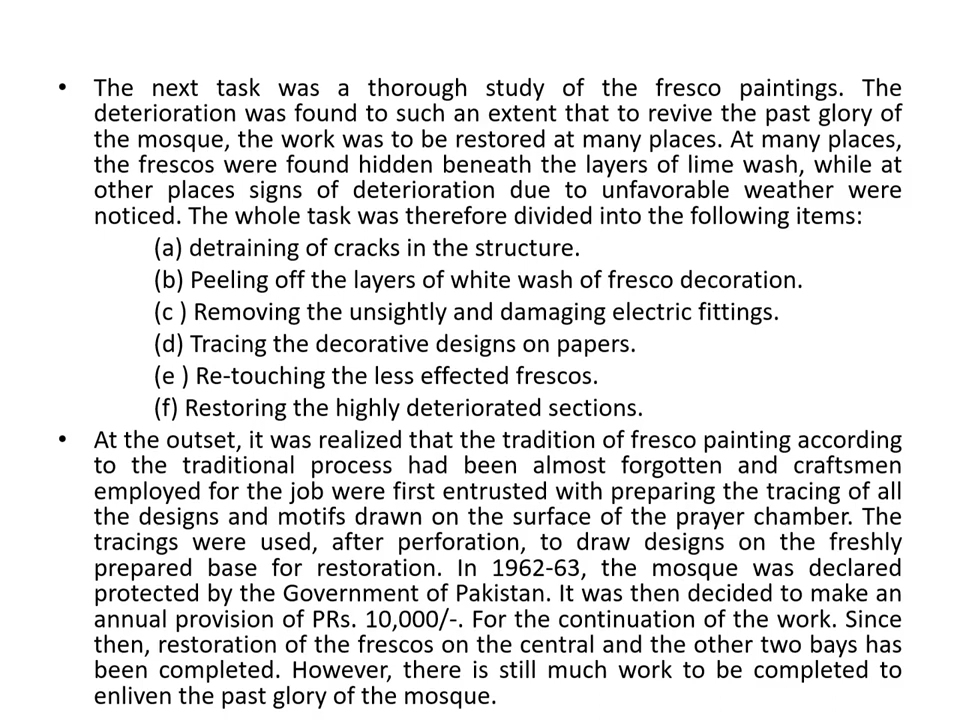 • The next task was a thorough study of the fresco paintings. The
deterioration was found to such an extent that to revive the past glory of
the mosque, the work was to be restored at many places. At many places,
the frescos were found hidden beneath the layers of lime wash, while at
other places signs of deterioration due to unfavorable weather were
noticed. The whole task was therefore divided into the following items:
(a) detraining of cracks in the structure.
(b) Peeling off the layers of white wash of fresco decoration.
(c ) Removing the unsightly and damaging electric fittings.
(d) Tracing the decorative designs on papers.
(e ) Re-touching the less effected frescos.
(f) Restoring the highly deteriorated sections.
• At the outset, it was realized that the tradition of fresco painting according
to the traditional process had been almost forgotten and craftsmen
employed for the job were first entrusted with preparing the tracing of all
the designs and motifs drawn on the surface of the prayer chamber. The
tracings were used, after perforation, to draw designs on the freshly
prepared base for restoration. In 1962-63, the mosque was declared
protected by the Government of Pakistan. It was then decided to make an
annual provision of PRs. 10,000/-. For the continuation of the work. Since
then, restoration of the frescos on the central and the other two bays has
been completed. However, there is still much work to be completed to
enliven the past glory of the mosque.